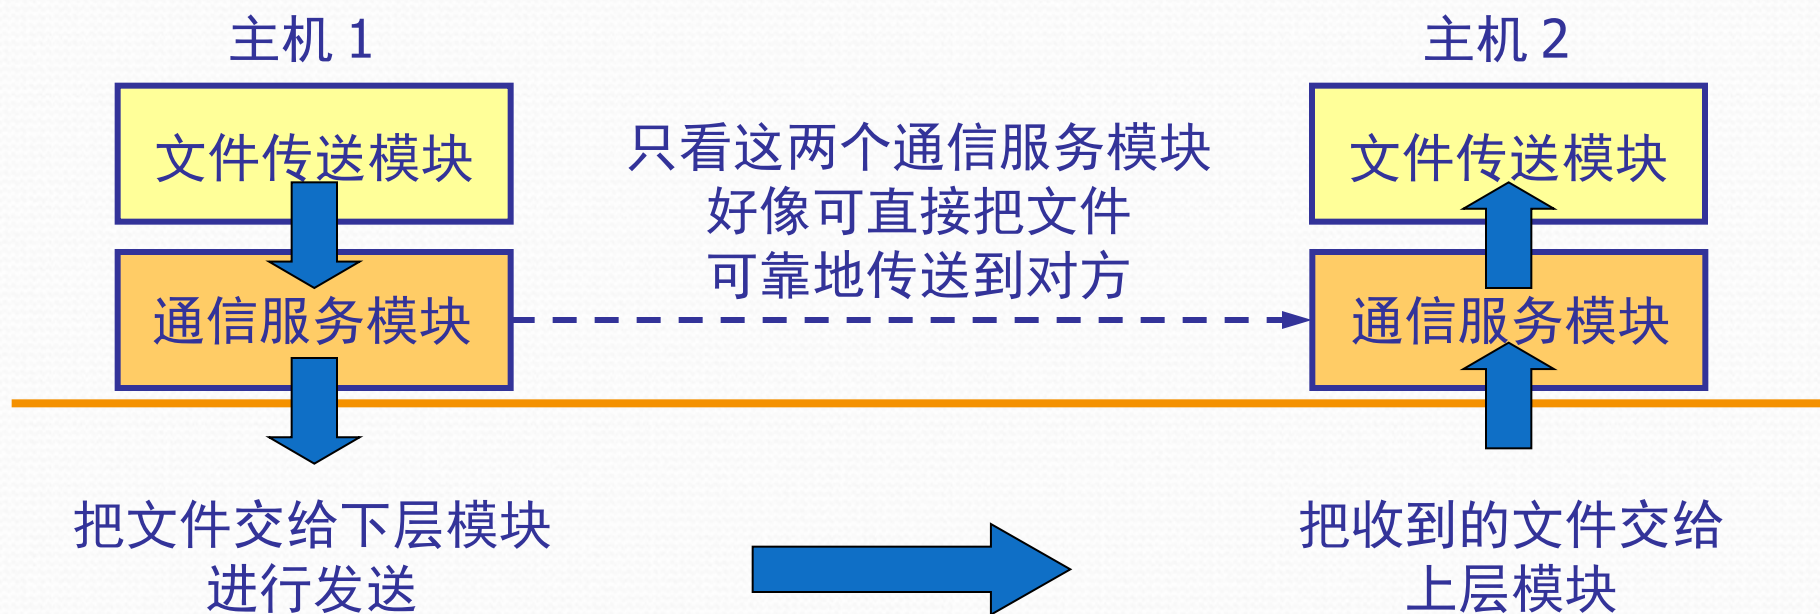 主机 1
主机 2
文件传送模块
只看这两个通信服务模块
好像可直接把文件
可靠地传送到对方
文件传送模块
通信服务模块
通信服务模块
把文件交给下层模块
进行发送
把收到的文件交给
上层模块